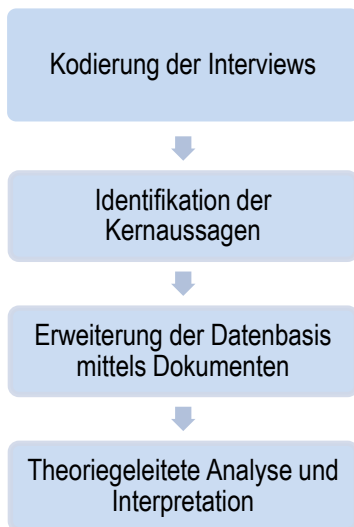 Kodierung der Interviews
Identifikation der
Kernaussagen
Erweiterung der Datenbasis
mittels Dokumenten
Theoriegeleitete Analyse und
Interpretation